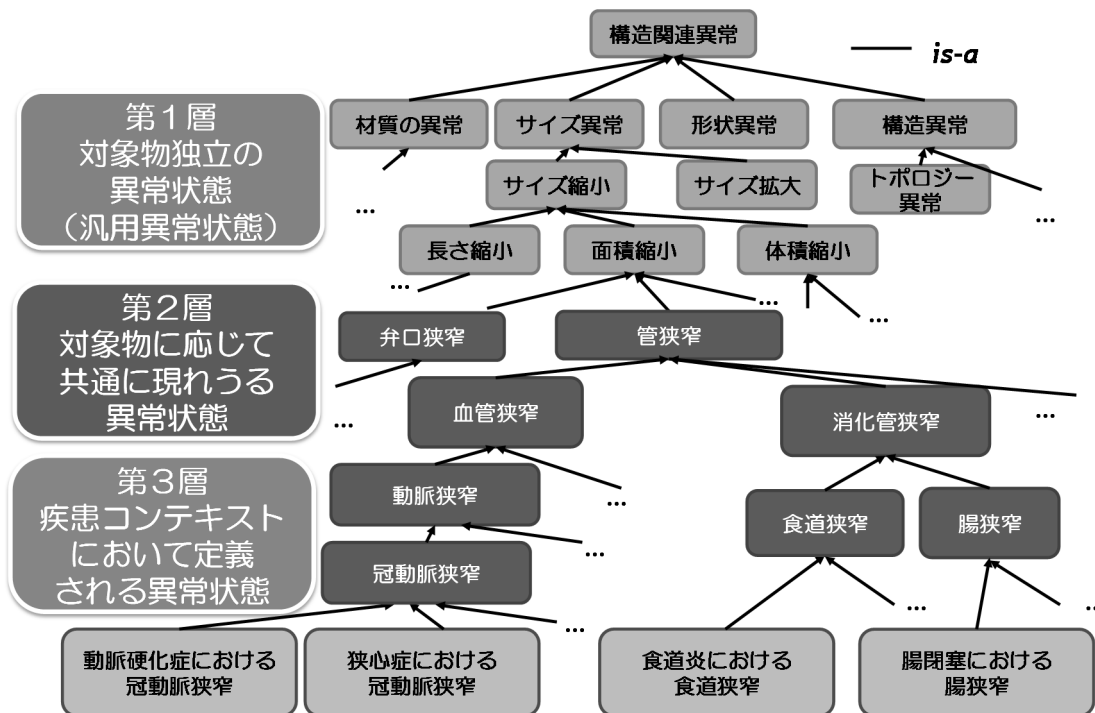 構造関連異常
is-a
第1層
対象物独立の
異常状態
（汎用異常状態）
材質の異常
サイズ異常
形状異常
構造異常
サイズ縮小
サイズ拡大
トポロジー
異常
...
...
長さ縮小
面積縮小
体積縮小
...
...
...
第2層
対象物に応じて
共通に現れうる
異常状態
弁口狭窄
管狭窄
...
...
血管狭窄
消化管狭窄
第3層
疾患コンテキスト
において定義
される異常状態
動脈狭窄
...
食道狭窄
腸狭窄
冠動脈狭窄
...
...
...
...
動脈硬化症における
冠動脈狭窄
狭心症における
冠動脈狭窄
食道炎における
食道狭窄
腸閉塞における
腸狭窄